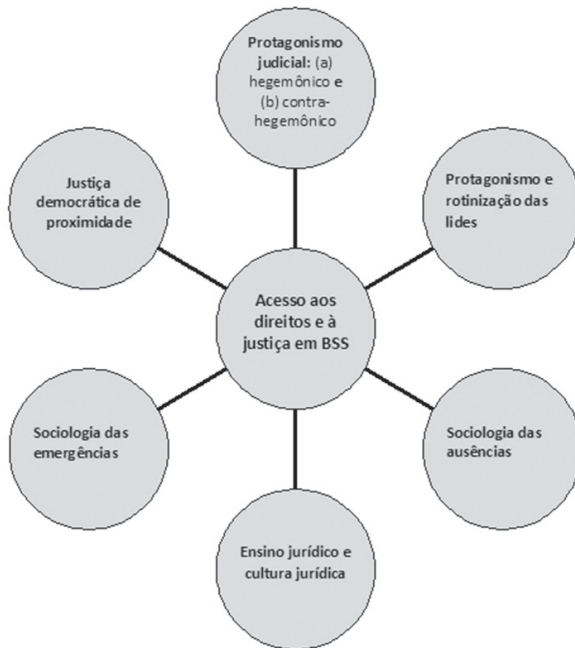 Protagonismo
judicial: (a)
hegemônico e
(b) contra-
hegemônico
Justiça
democrática de
proximidade
Protagonismo e
rotinização das
lides
Acesso aos
direitos e à
justiça em BSS
Sociologia das
emergências
Sociologia das
ausências
Ensino jurídico e
cultura jurídica